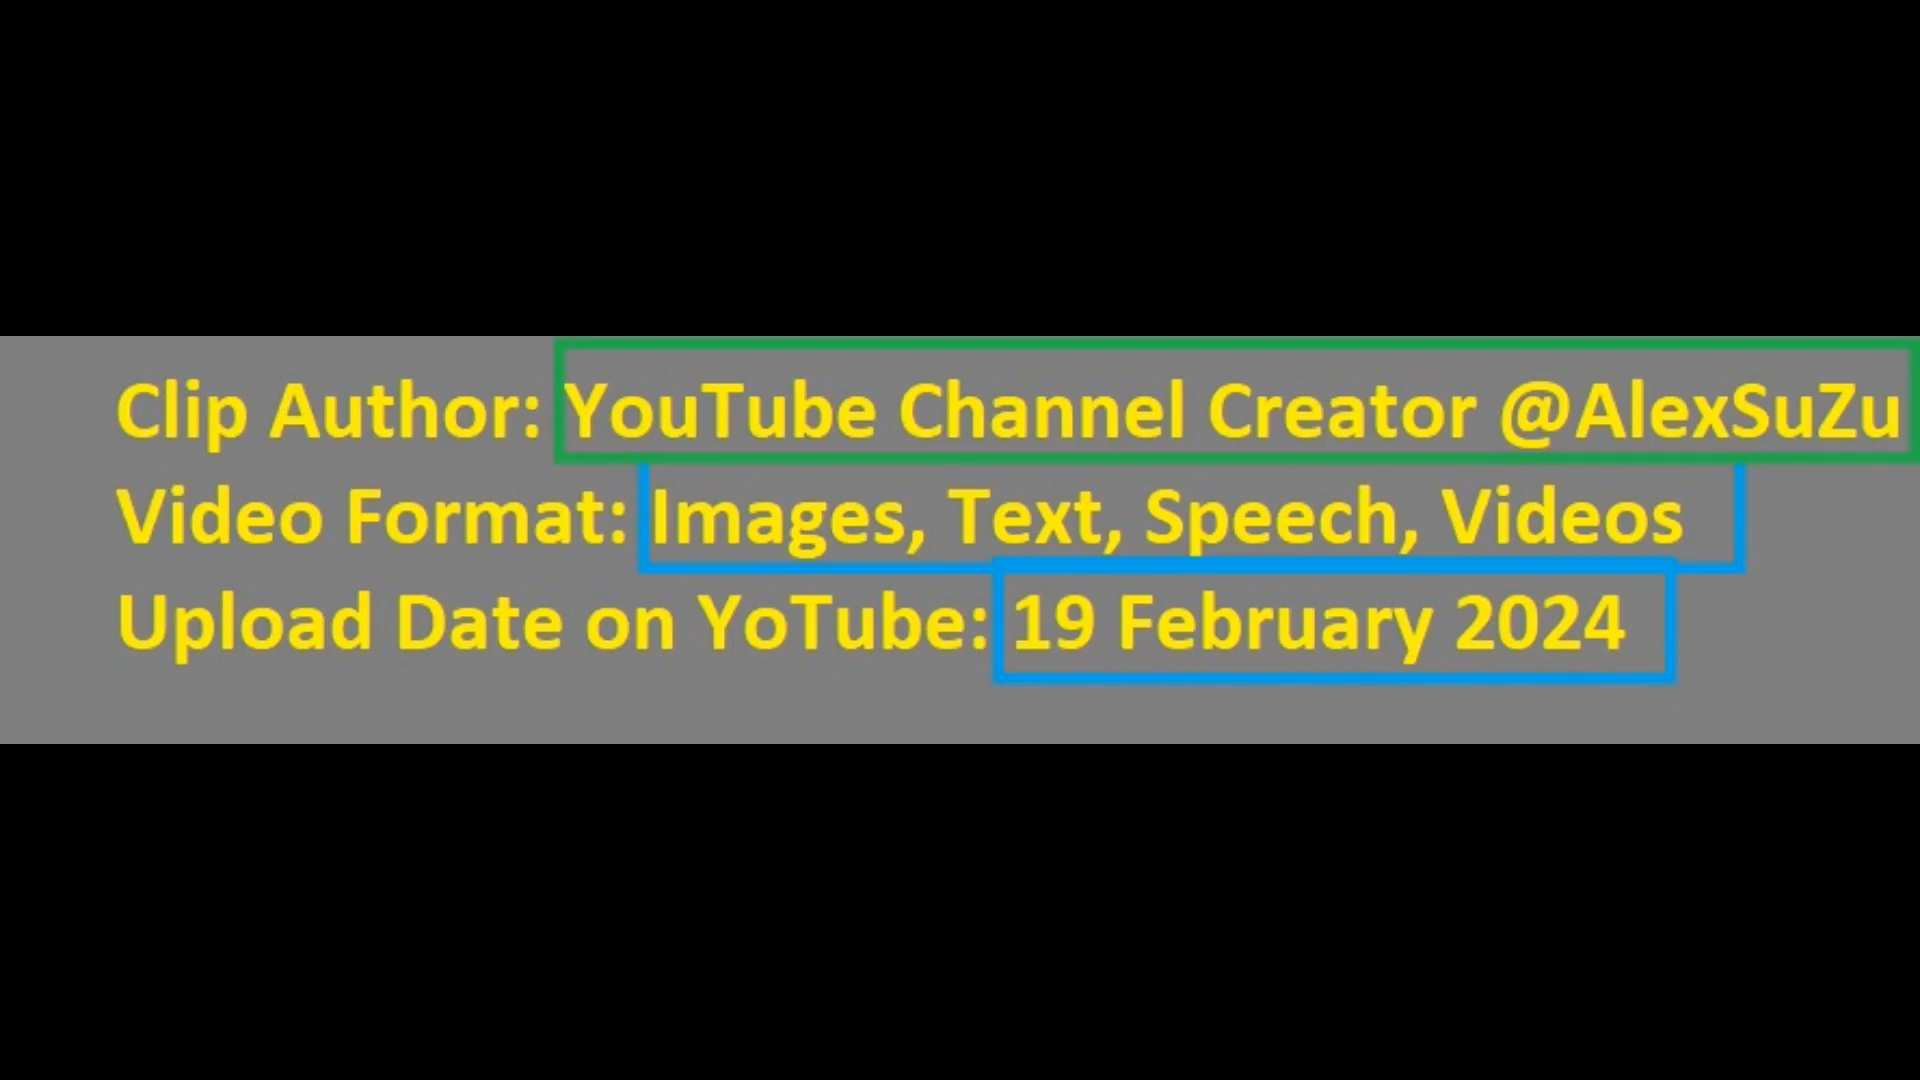 Clip Author: YouTube Channel Creator @AlexSuZu
Video Format: Images, Text, Speech, Videos
Upload Date on YoTube: 19 February 2024